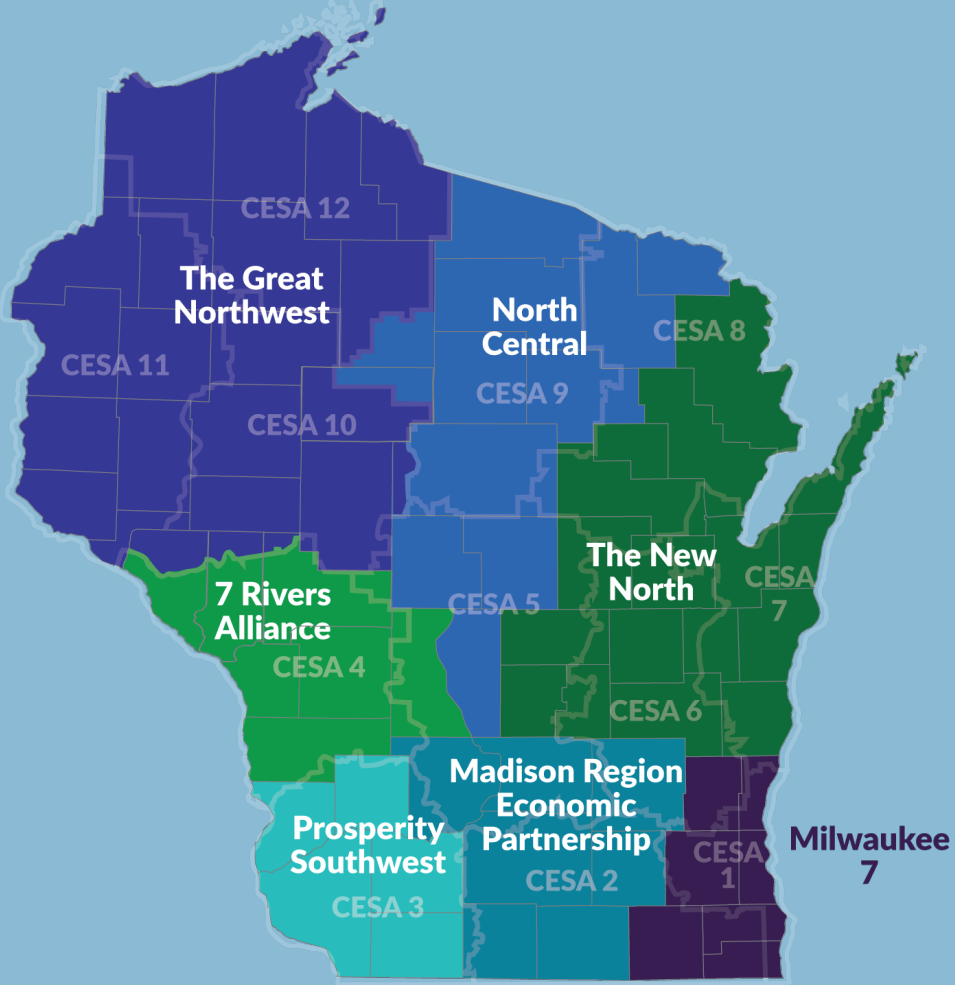 CESA 12
The Great
Northwest
North
Central
CESA 8
CESA 11
CESA 9
CESA 10
The New
North
CESA
7
7 Rivers
Alliance
CESA 5
CESA 4
CESA 6
Madison Region
Economic
Partnership
Prosperity
Southwest
Milwaukee
7
CESA
1
CESA 2
CESA 3